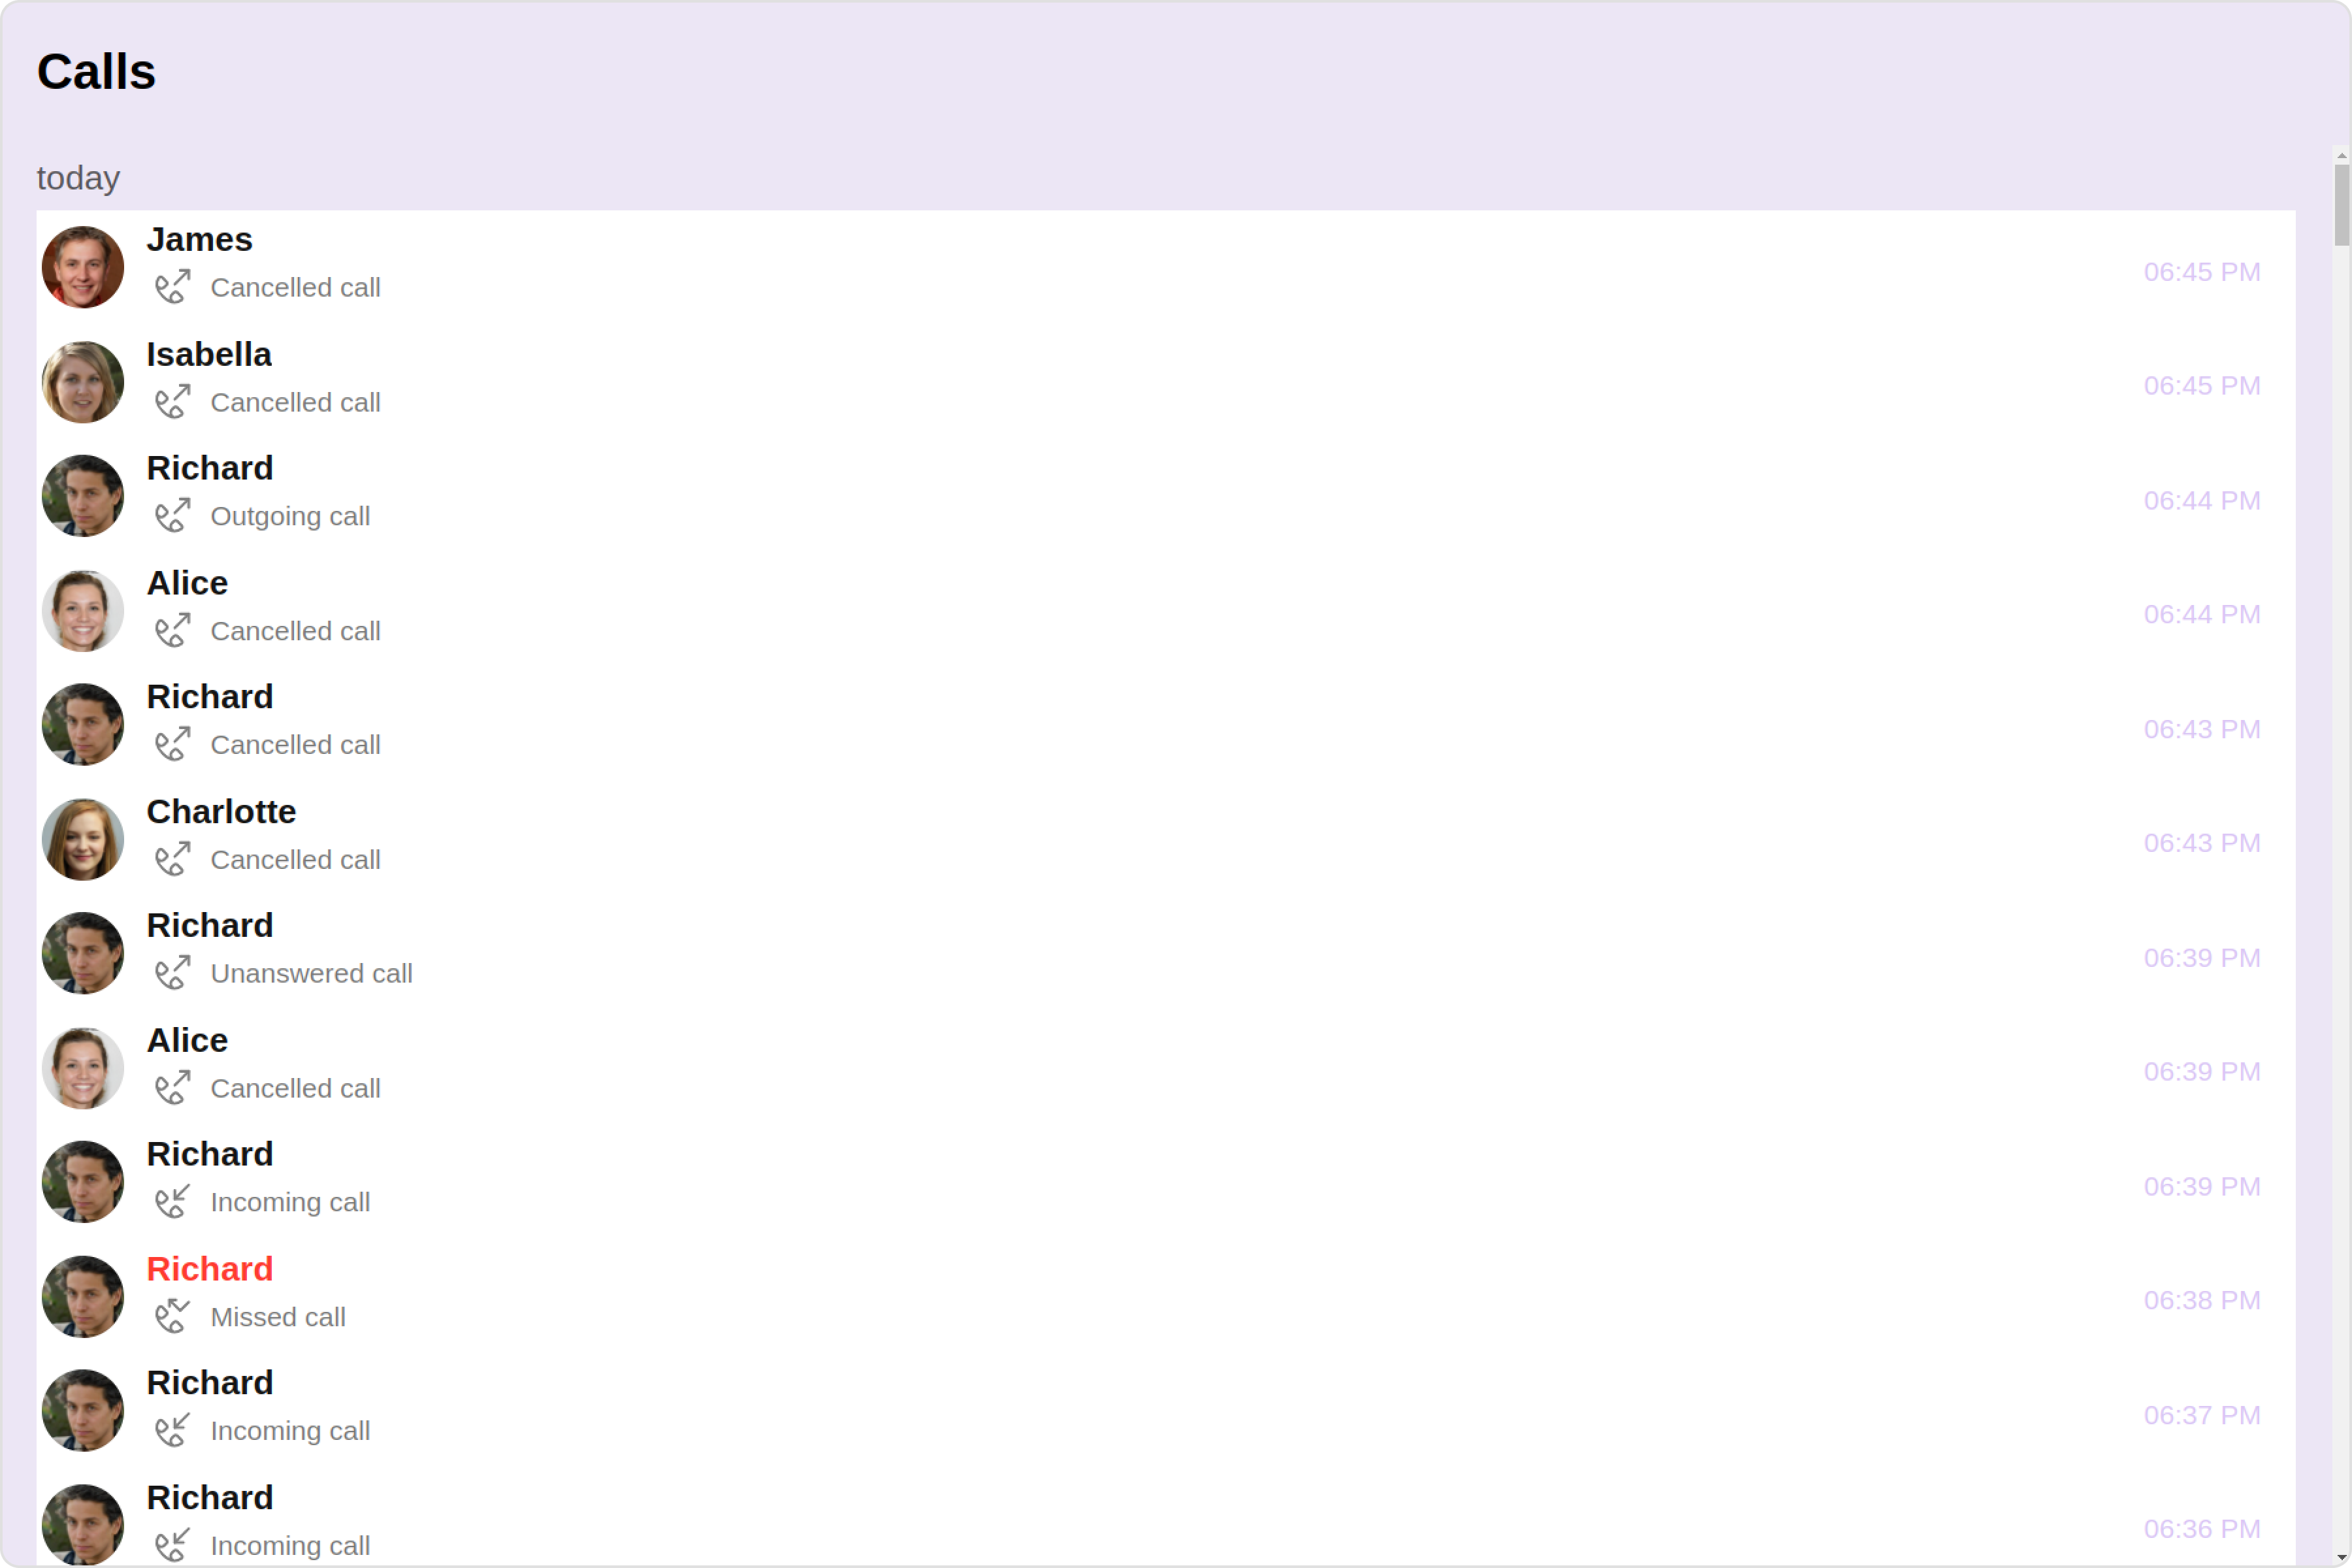 Calls
today
James
Cancelled call
06:45 PM
Isabella
Cancelled call
06:45 PM
Richard
Outgoing call
06:44 PM
Alice
Cancelled call
06:44 PM
Richard
Cancelled call
06:43 PM
Charlotte
Cancelled call
06:43 PM
Richard
Unanswered call
06:39 PM
Alice
Cancelled call
06:39 PM
Richard
Incoming call
06:39 PM
Richard
Missed call
06:38 PM
Richard
Incoming call
06:37 PM
Richard
Incoming call
06:36 PM